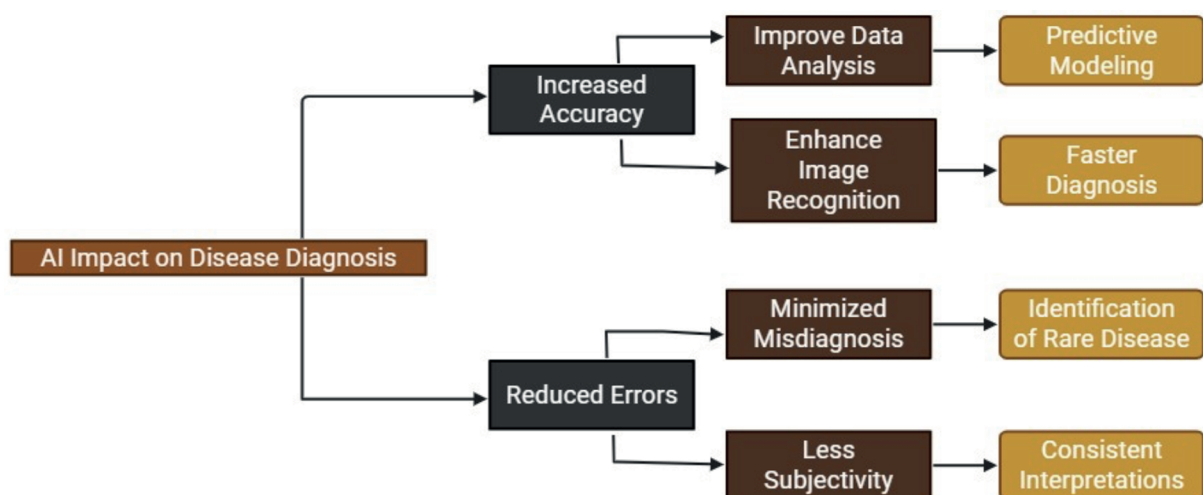 Improve Data
Analysis
Predictive
Modeling
Increased
Accuracy
Enhance
Image
Recognition
Faster
Diagnosis
AI Impact on Disease Diagnosis
Minimized
Misdiagnosis
Identification
of Rare Disease
Reduced Errors
Less
Subjectivity
Consistent
Interpretations